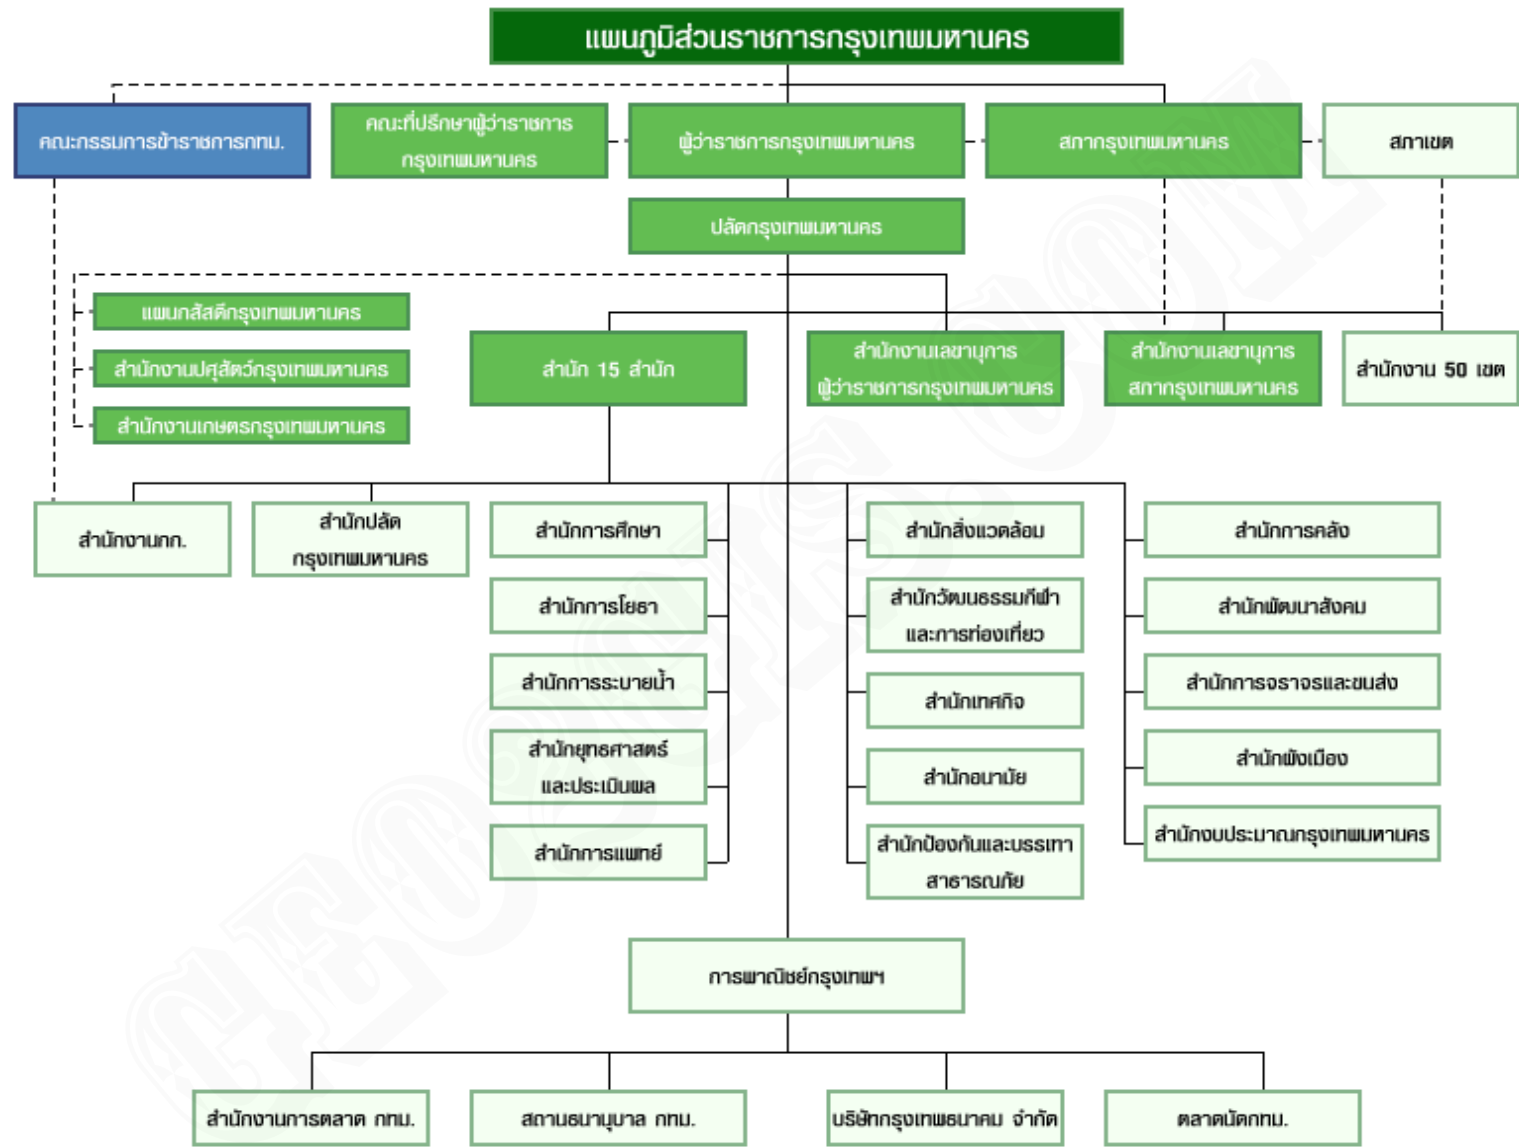 แผนภูมิส่วนราชการกรุงเทพมหานคร
คณะกรรมการข้าราชการกทม.
คณะที่ปรึกษาผู้ว่าราชการ
กรุงเทพมหานคร
ผู้ว่าราชการกรุงเทพมหานคร
สภากรุงเทพมหานคร
สภาเขต
ปลัดกรุงเทพมหานคร
แผนกสัสดีกรุงเทพมหานคร
สำนักงานปศุสัตว์กรุงเทพมหานคร
สำนักงานเกษตรกรุงเทพมหานคร
สำนัก 15 สำนัก
สำนักงานเลขานุการ
ผู้ว่าราชการกรุงเทพมหานคร
สำนักงานเลขานุการ
สภากรุงเทพมหานคร
สำนักงาน 50 เขต
สำนักงานกก.
สำนักปลัด
กรุงเทพมหานคร
สำนักการศึกษา
สำนักการโยธา
สำนักการระบายน้ำ
สำนักยุทธศาสตร์
และประเมินผล
สำนักการแพทย์
สำนักสิ่งแวดล้อม
สำนักวัฒนธรรมกีฬา
และการท่องเที่ยว
สำนักเทศกิจ
สำนักอนามัย
สำนักป้องกันและบรรเทา
สาธารณภัย
สำนักการคลัง
สำนักพัฒนาสังคม
สำนักการจราจรและขนส่ง
สำนักผังเมือง
สำนักงบประมาณกรุงเทพมหานคร
การพาณิชย์กรุงเทพฯ
สำนักงานการตลาด กทม.
สถานธนานุบาล กทม.
บริษัทกรุงเทพธนาคม จำกัด
ตลาดนัดกทม.
GEO2GIS.COM